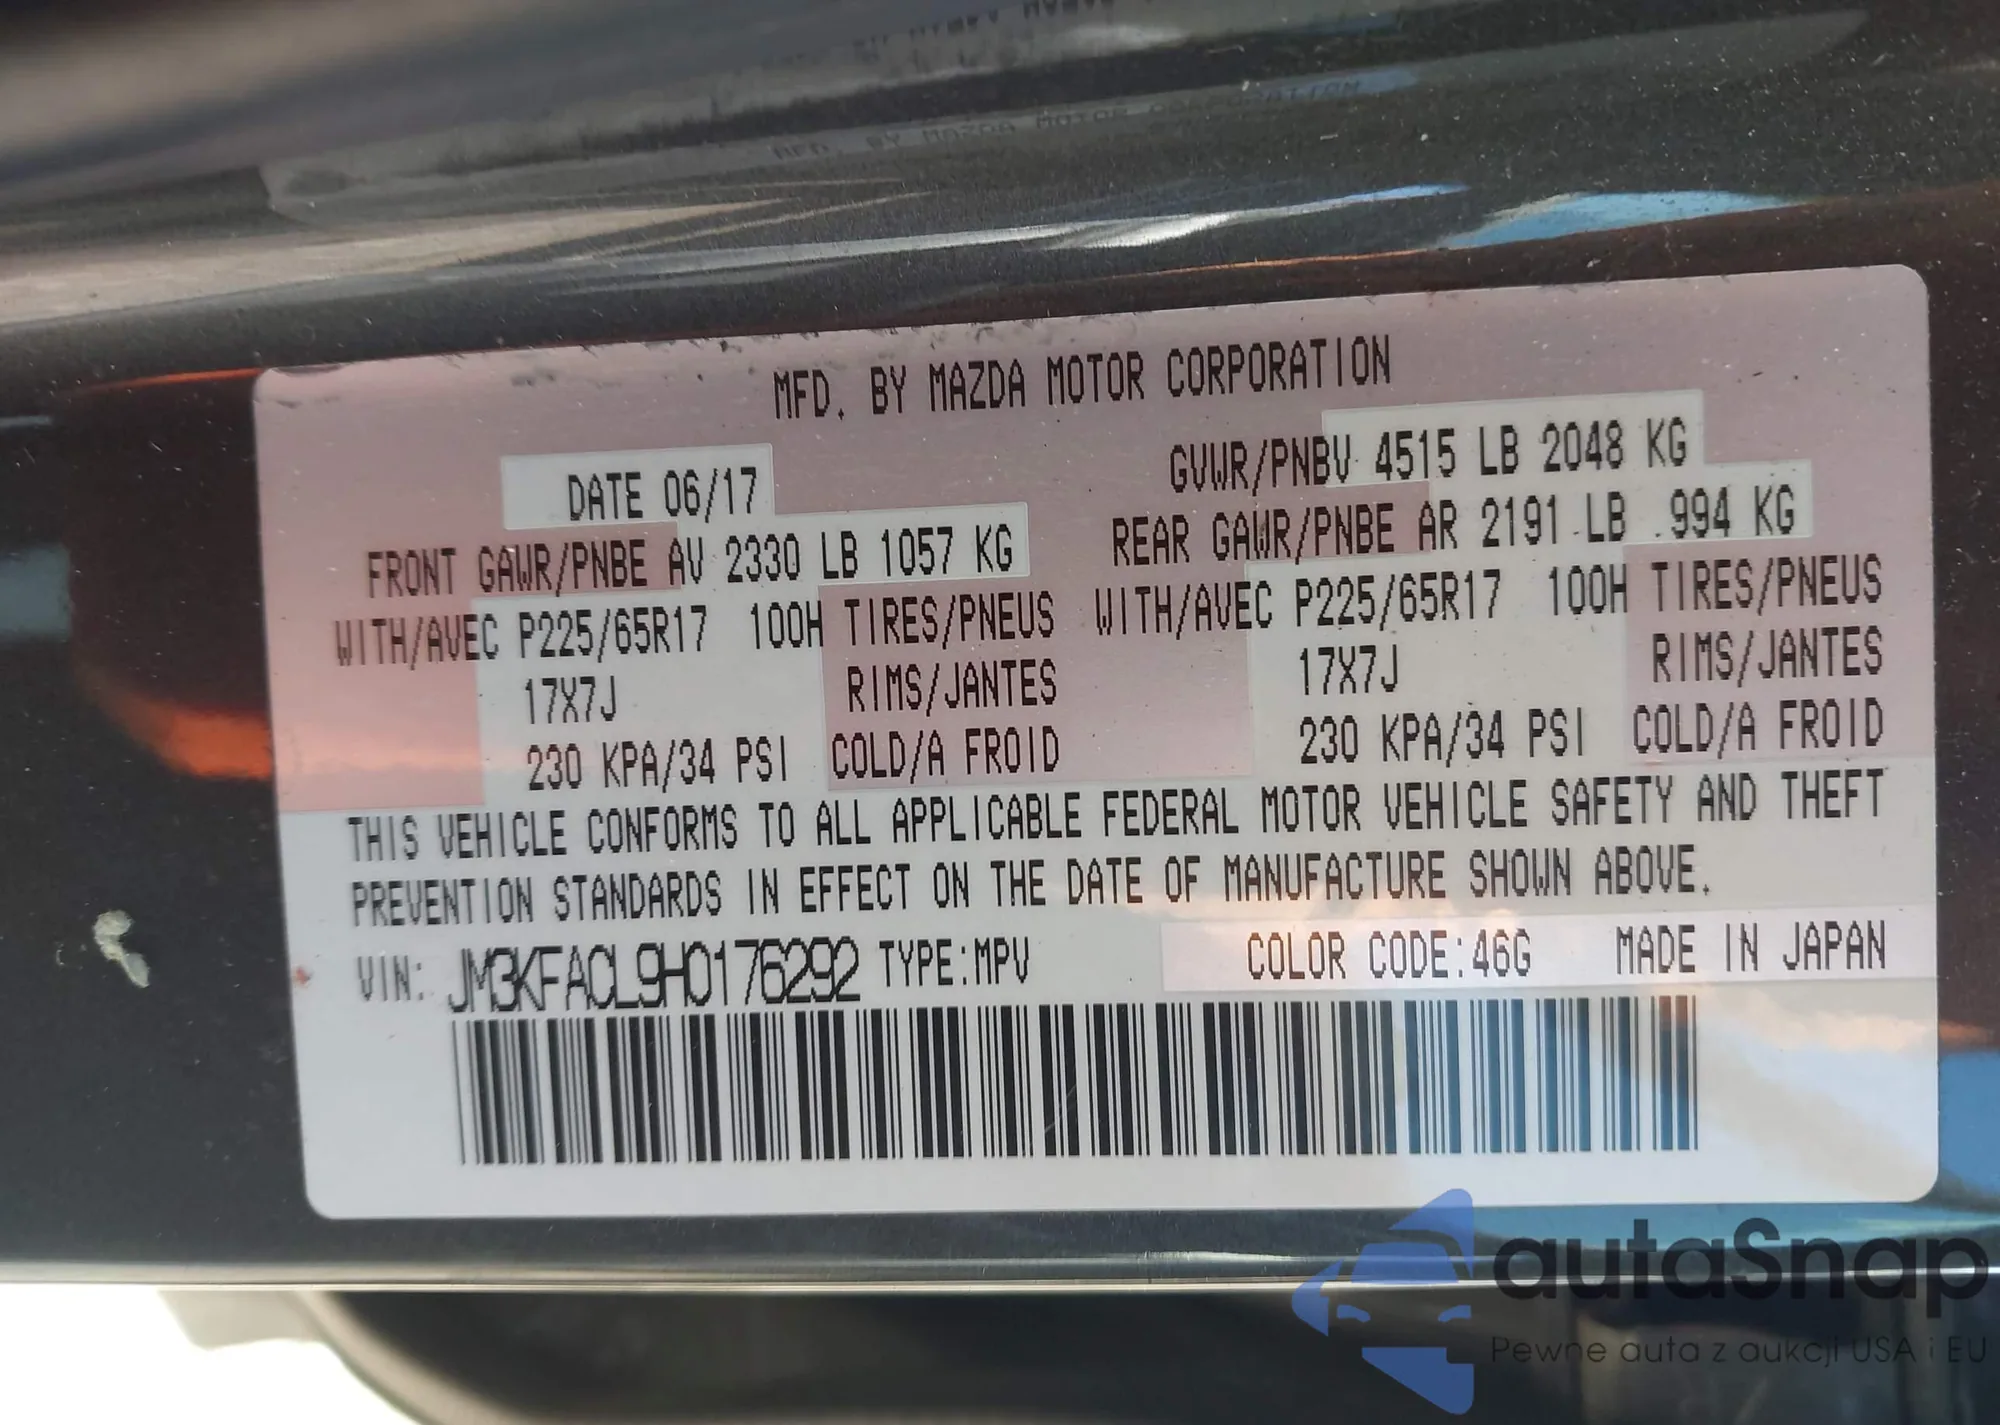 MFD. BY MAZDA MOTOR CORPORATION
MFD. BY MAZDA MOTOR CORPORATION
DATE 06/17 GVWR/PNBV 4515 LB 2048 KG
FRONT GAWR/PNBE AV 2330 LB 1057 KG REAR GAWR/PNBE AR 2191 LB 994 KG
WITH/AVEC P225/65R17 100H TIRES/PNEUS WITH/AVEC P225/65R17 100H TIRES/PNEUS
17X7J RIMS/JANTES 17X7J RIMS/JANTES
230 KPA/34 PSI COLD/A FROID 230 KPA/34 PSI COLD/A FROID
THIS VEHICLE CONFORMS TO ALL APPLICABLE FEDERAL MOTOR VEHICLE SAFETY AND THEFT
PREVENTION STANDARDS IN EFFECT ON THE DATE OF MANUFACTURE SHOWN ABOVE.
VIN: JM3KFACL9H0176292 TYPE:MPV COLOR CODE:46G MADE IN JAPAN
autaSnap
Pewne auta z aukcji USA i EU